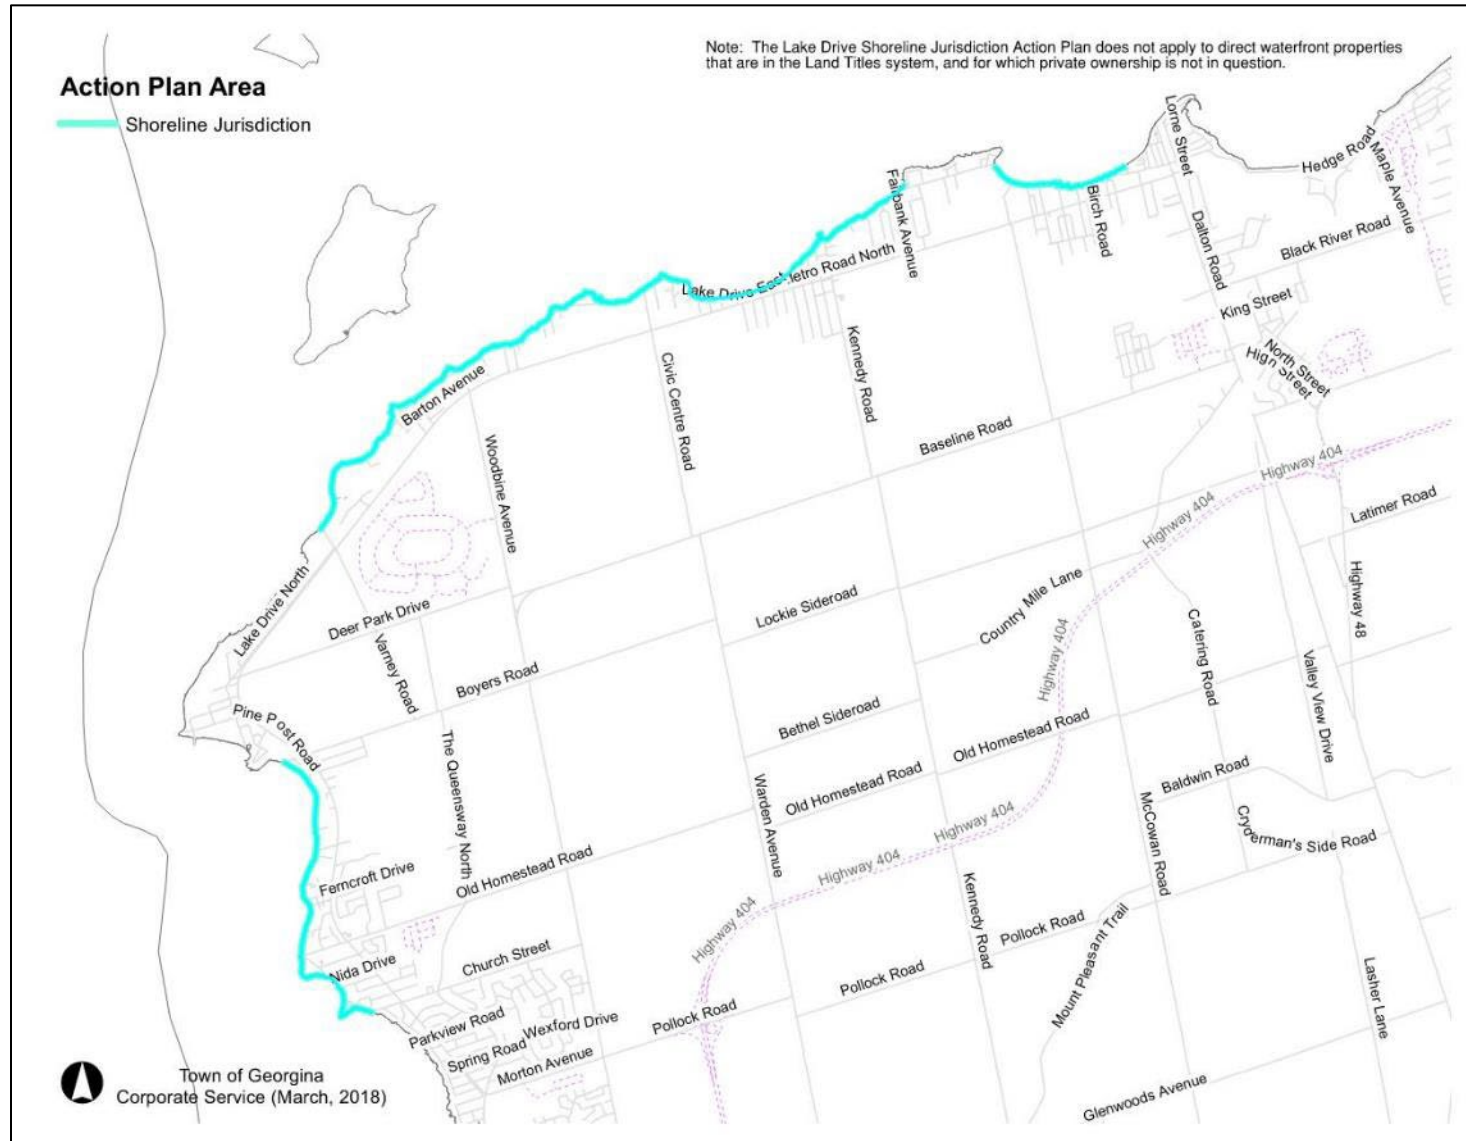 Note: The Lake Drive Shoreline Jurisdiction Action Plan does not apply to direct waterfront properties
that are in the Land Titles system, and for which private ownership is not in question.
Action Plan Area
Shoreline Jurisdiction
Lorne Street
Hedge Road
Maple Avenue
Fairbank Avenue
Birch Road
Dalton Road
Black River Road
Lake Drive East
Metro Road North
King Street
North Street
High Street
Kennedy Road
Civic Centre Road
Barton Avenue
Woodbine Avenue
Baseline Road
Highway 404
Highway 404
Latimer Road
Highway 48
Lake Drive North
Deer Park Drive
Varney Road
Lockie Sideroad
Country Mile Lane
Highway 404
Catering Road
Valley View Drive
Boyers Road
Bethel Sideroad
Old Homestead Road
Pine Post Road
The Queensway North
Warden Avenue
Old Homestead Road
Baldwin Road
McCowan Road
Cryderman's Side Road
Highway 404
Highway 404
Ferncroft Drive
Old Homestead Road
Kennedy Road
Highway 404
Pollock Road
Mount Pleasant Trail
Nida Drive
Church Street
Pollock Road
Lasher Lane
Parkview Road
Wexford Drive
Pollock Road
Spring Road
Morton Avenue
Glenwoods Avenue
Town of Georgina
Corporate Service (March, 2018)